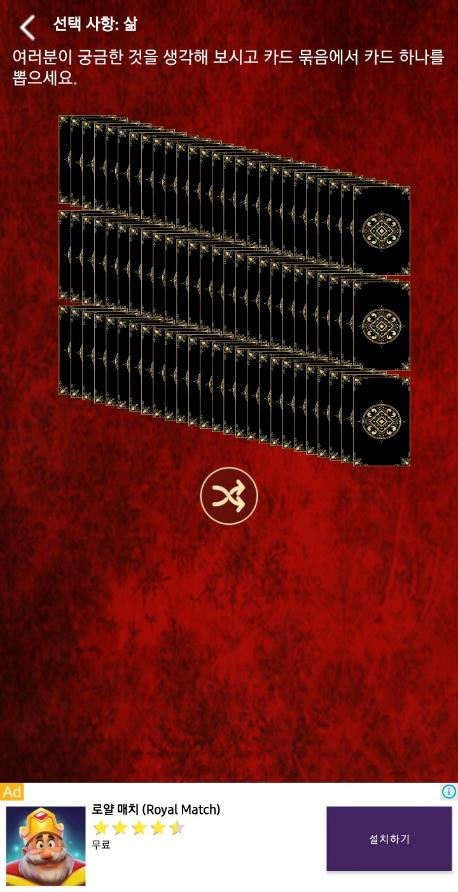 선택 사항: 삶
여러분이 궁금한 것을 생각해 보시고 카드 묶음에서 카드 하나를
뽑으세요.
Ad
로얄 매치 (Royal Match)
무료
설치하기